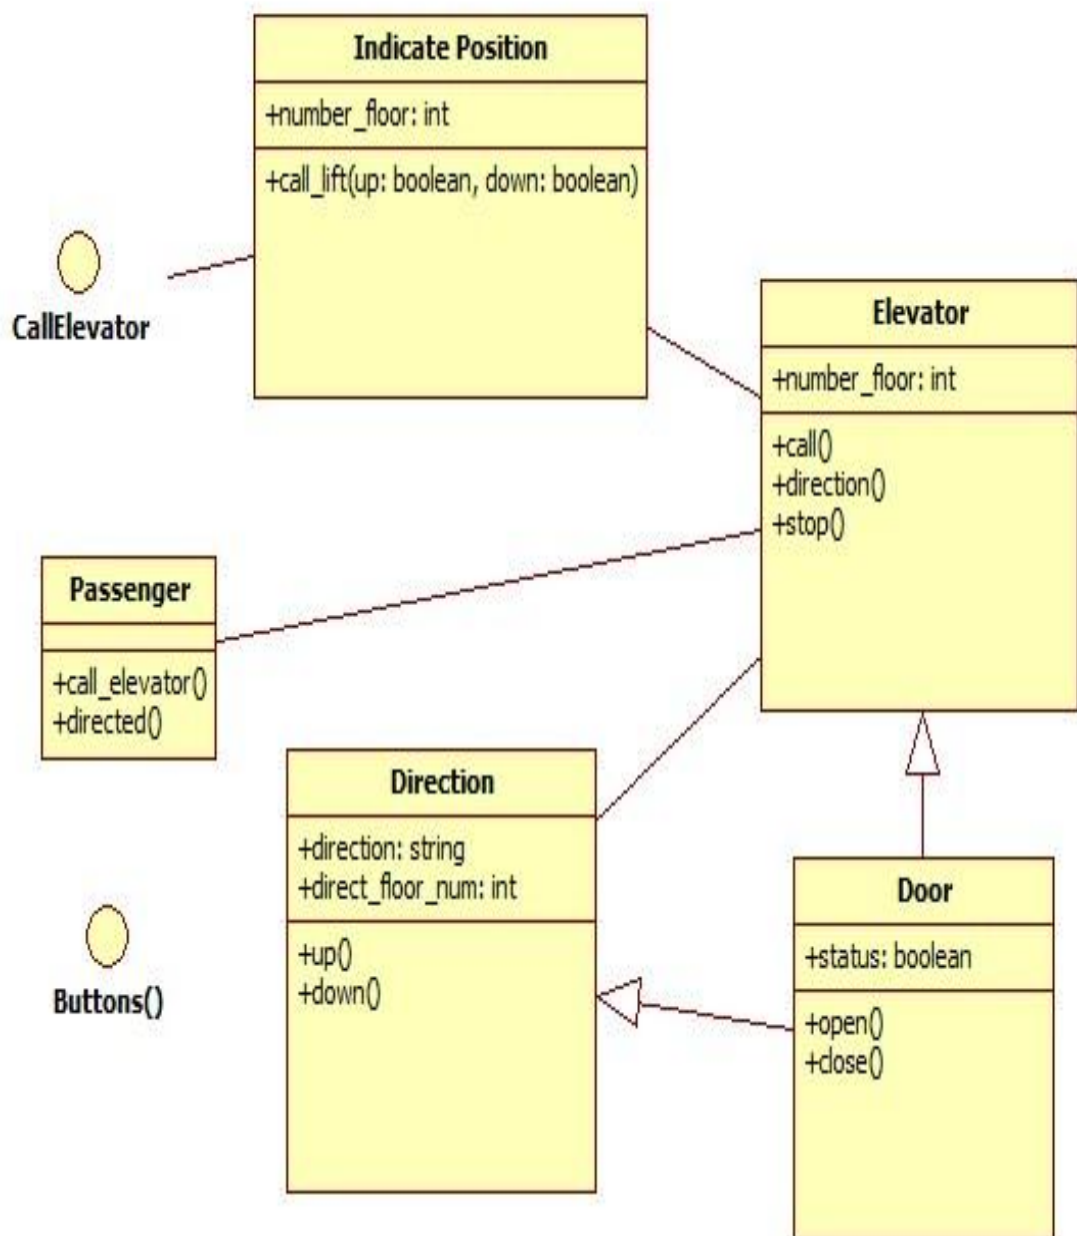 Indicate Position
+number_floor: int
+call_lift(up: boolean, down: boolean)
CallElevator
Elevator
+number_floor: int
+call()
+direction()
+stop()
Passenger
+call_elevator()
+directed()
Direction
+direction: string
+direct_floor_num: int
+up()
+down()
Door
+status: boolean
+open()
+close()
Buttons()